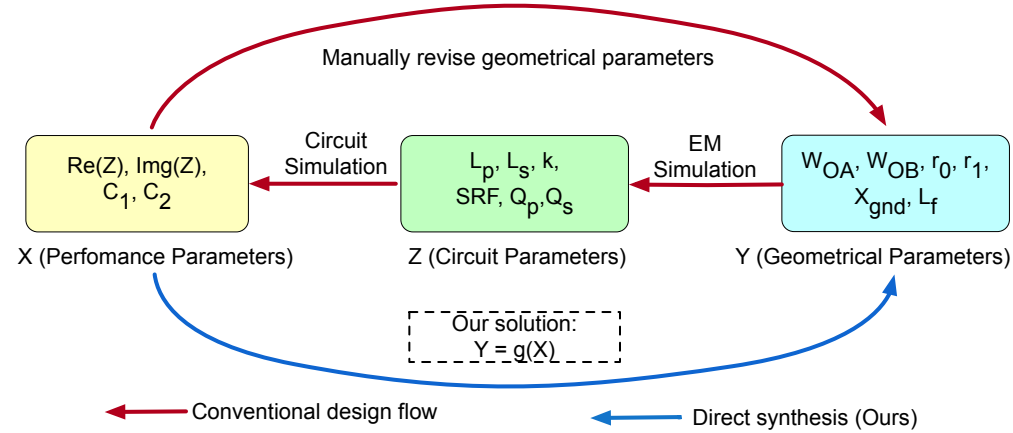 Manually revise geometrical parameters
Circuit
Simulation
EM
Simulation
Re(Z), Img(Z),
C1, C2
Lp, Ls, k,
SRF, Qp,Qs
WOA, WOB, r0, r1,
Xgnd, Lf
X (Perfomance Parameters)
Z (Circuit Parameters)
Y (Geometrical Parameters)
Our solution:
Y = g(X)
Conventional design flow
Direct synthesis (Ours)